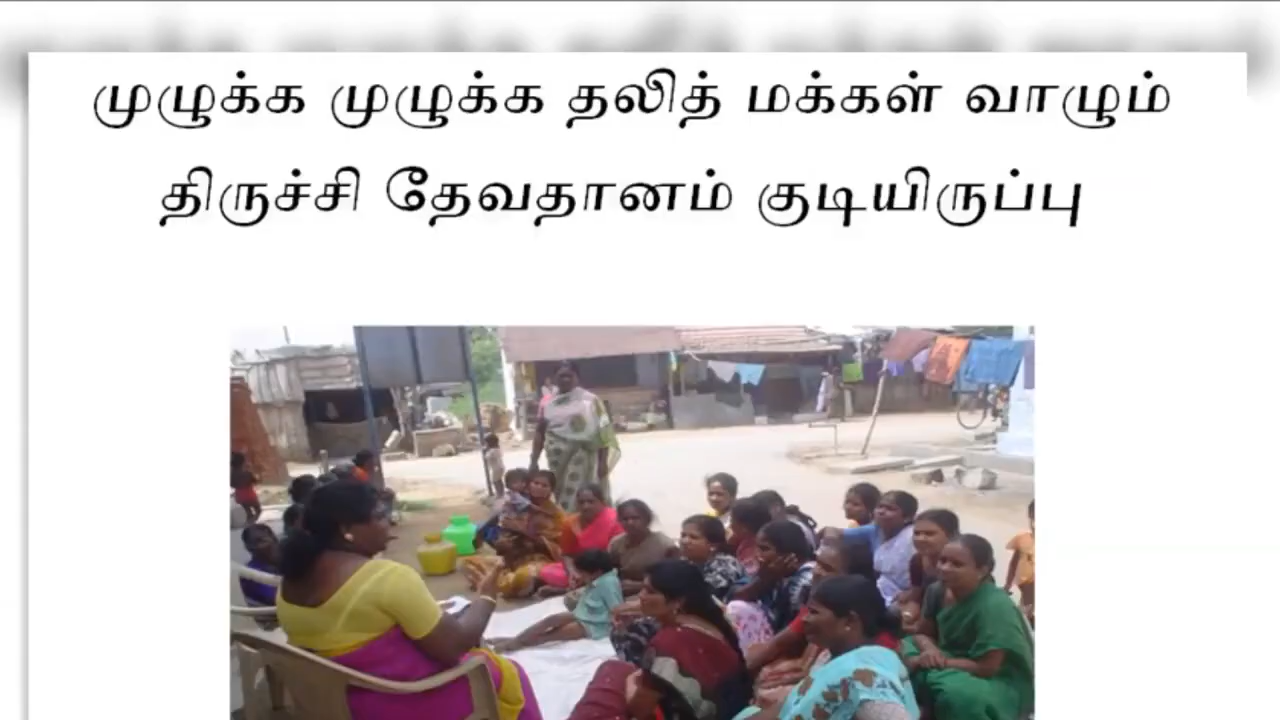 முழுக்க முழுக்க தலித் மக்கள் வாழும்
திருச்சி தேவதானம் குடியிருப்பு